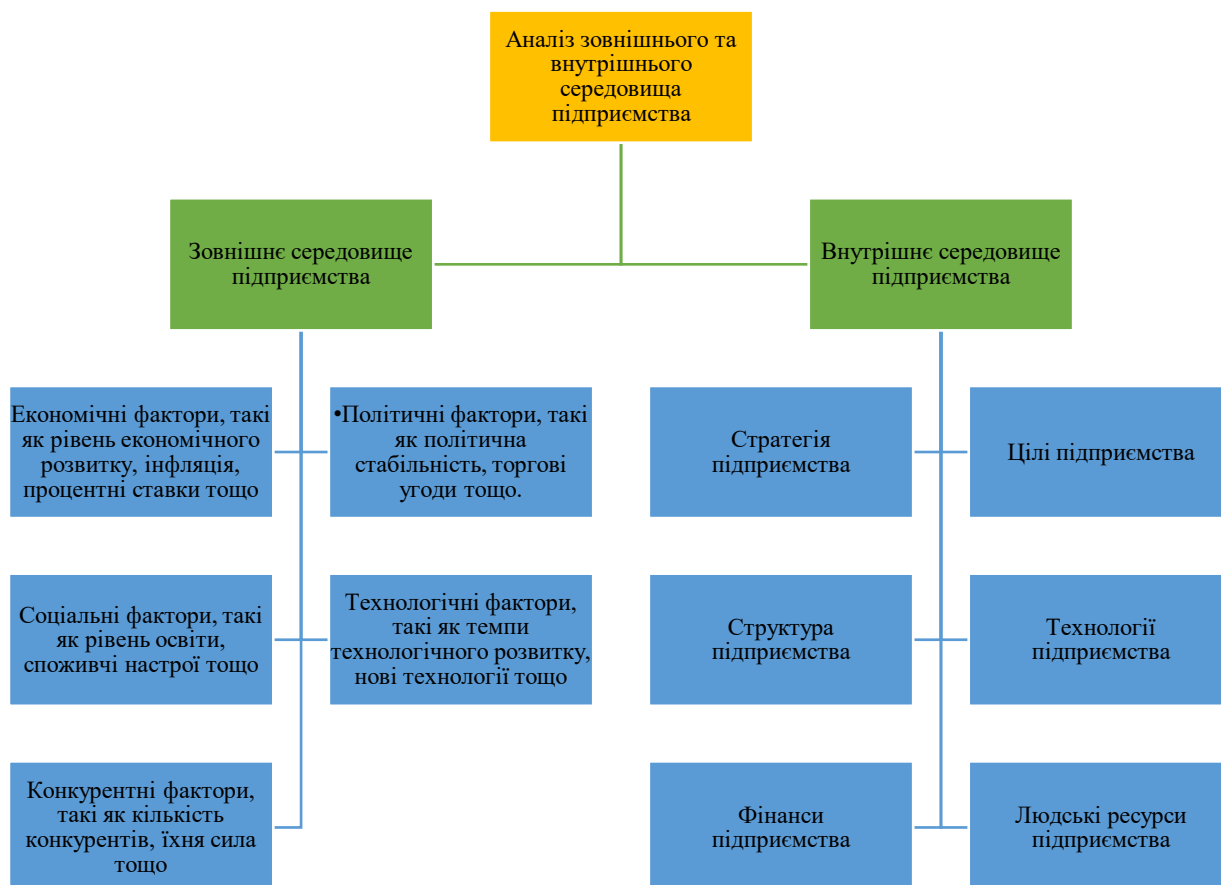 Аналіз зовнішнього та
внутрішнього
середовища
підприємства
Зовнішнє середовище
підприємства
Внутрішнє середовище
підприємства
Економічні фактори, такі
як рівень економічного
розвитку, інфляція,
процентні ставки тощо
•Політичні фактори, такі
як політична
стабільність, торгові
угоди тощо.
Стратегія
підприємства
Цілі підприємства
Соціальні фактори, такі
як рівень освіти,
споживчі настрої тощо
Технологічні фактори,
такі як темпи
технологічного розвитку,
нові технології тощо
Структура
підприємства
Технології
підприємства
Конкурентні фактори,
такі як кількість
конкурентів, їхня сила
тощо
Фінанси
підприємства
Людські ресурси
підприємства